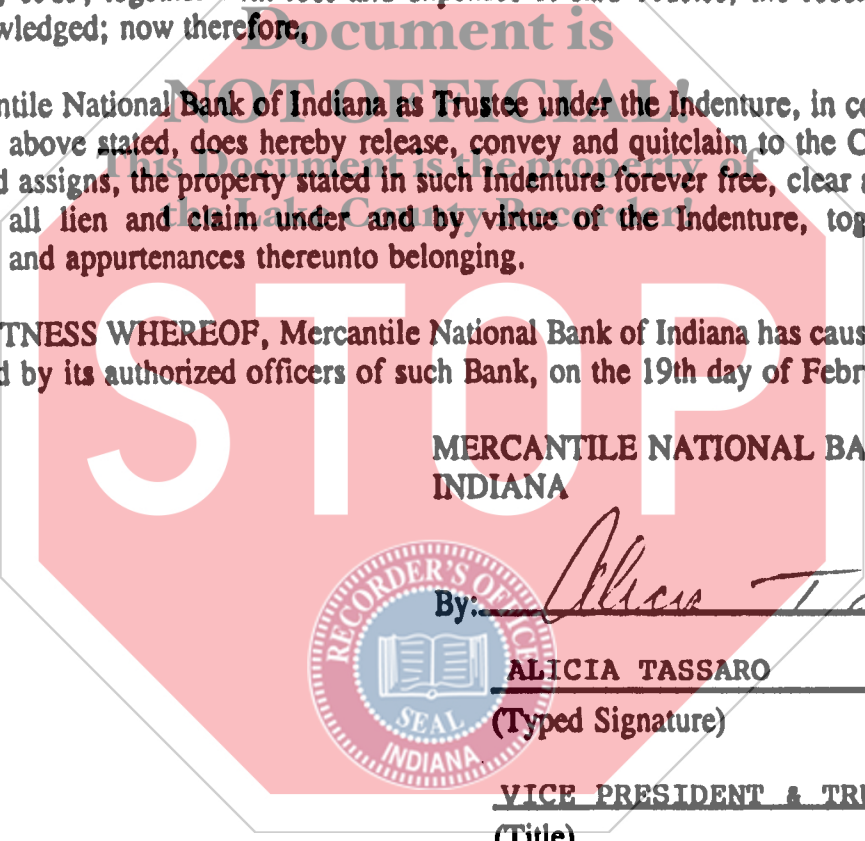 wledged; now therefore,
Document is
NOT OFFICIAL!
This Document is the property of
the Lake County Recorder!
ntile National Bank of Indiana as Trustee under the Indenture, in co
above stated, does hereby release, convey and quitclaim to the C
d assigns, the property stated in such Indenture forever free, clear
all lien and claim under and by virtue of the Indenture, tog
and appurtenances thereunto belonging.
TNESS WHEREOF, Mercantile National Bank of Indiana has caus
d by its authorized officers of such Bank, on the 19th day of Febr
STOP
MERCANTILE NATIONAL BA
INDIANA
By: Alicia T
ALICIA TASSARO
(Typed Signature)
VICE PRESIDENT & TR
(Title)
RECORDER'S OFFICE
SEAL
INDIANA